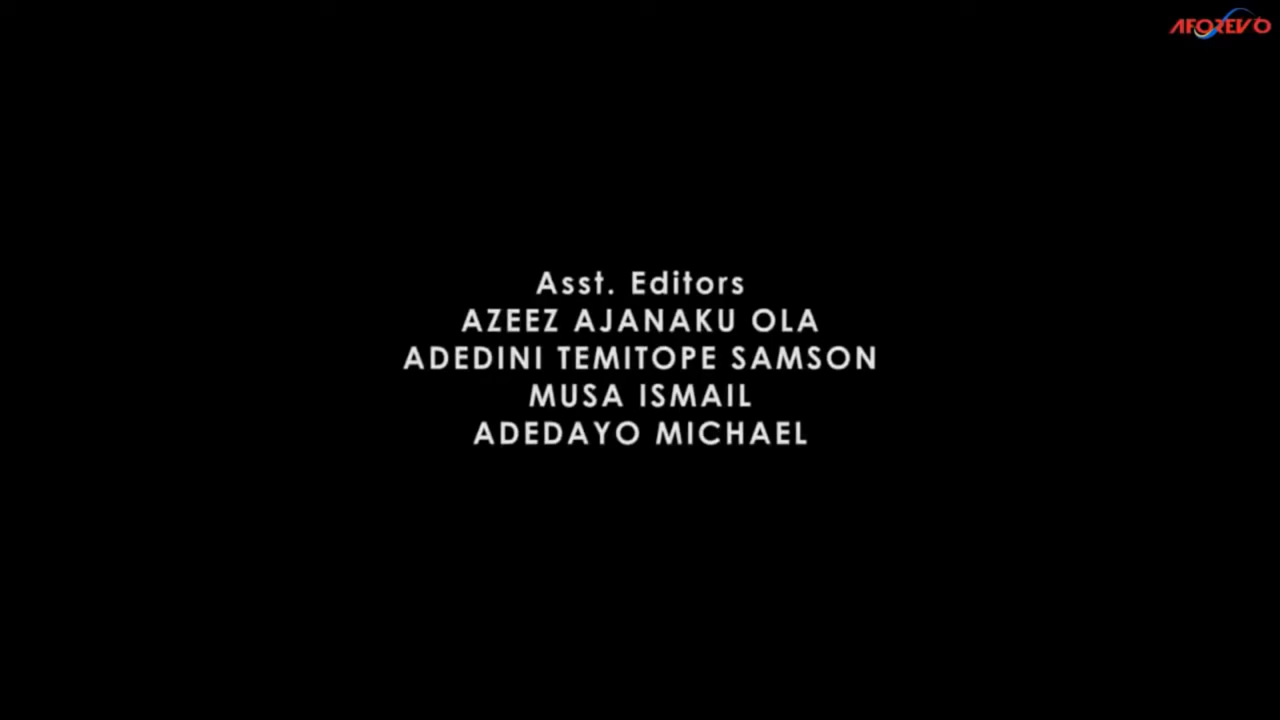 AFOREVO
Asst. Editors
AZEEZ AJANAKU OLA
ADEDINI TEMITOPE SAMSON
MUSA ISMAIL
ADEDAYO MICHAEL